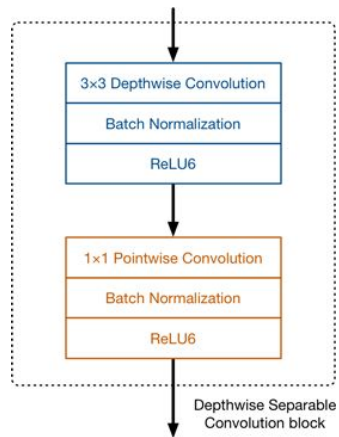 3×3 Depthwise Convolution
Batch Normalization
ReLU6
1×1 Pointwise Convolution
Batch Normalization
ReLU6
Depthwise Separable
Convolution block